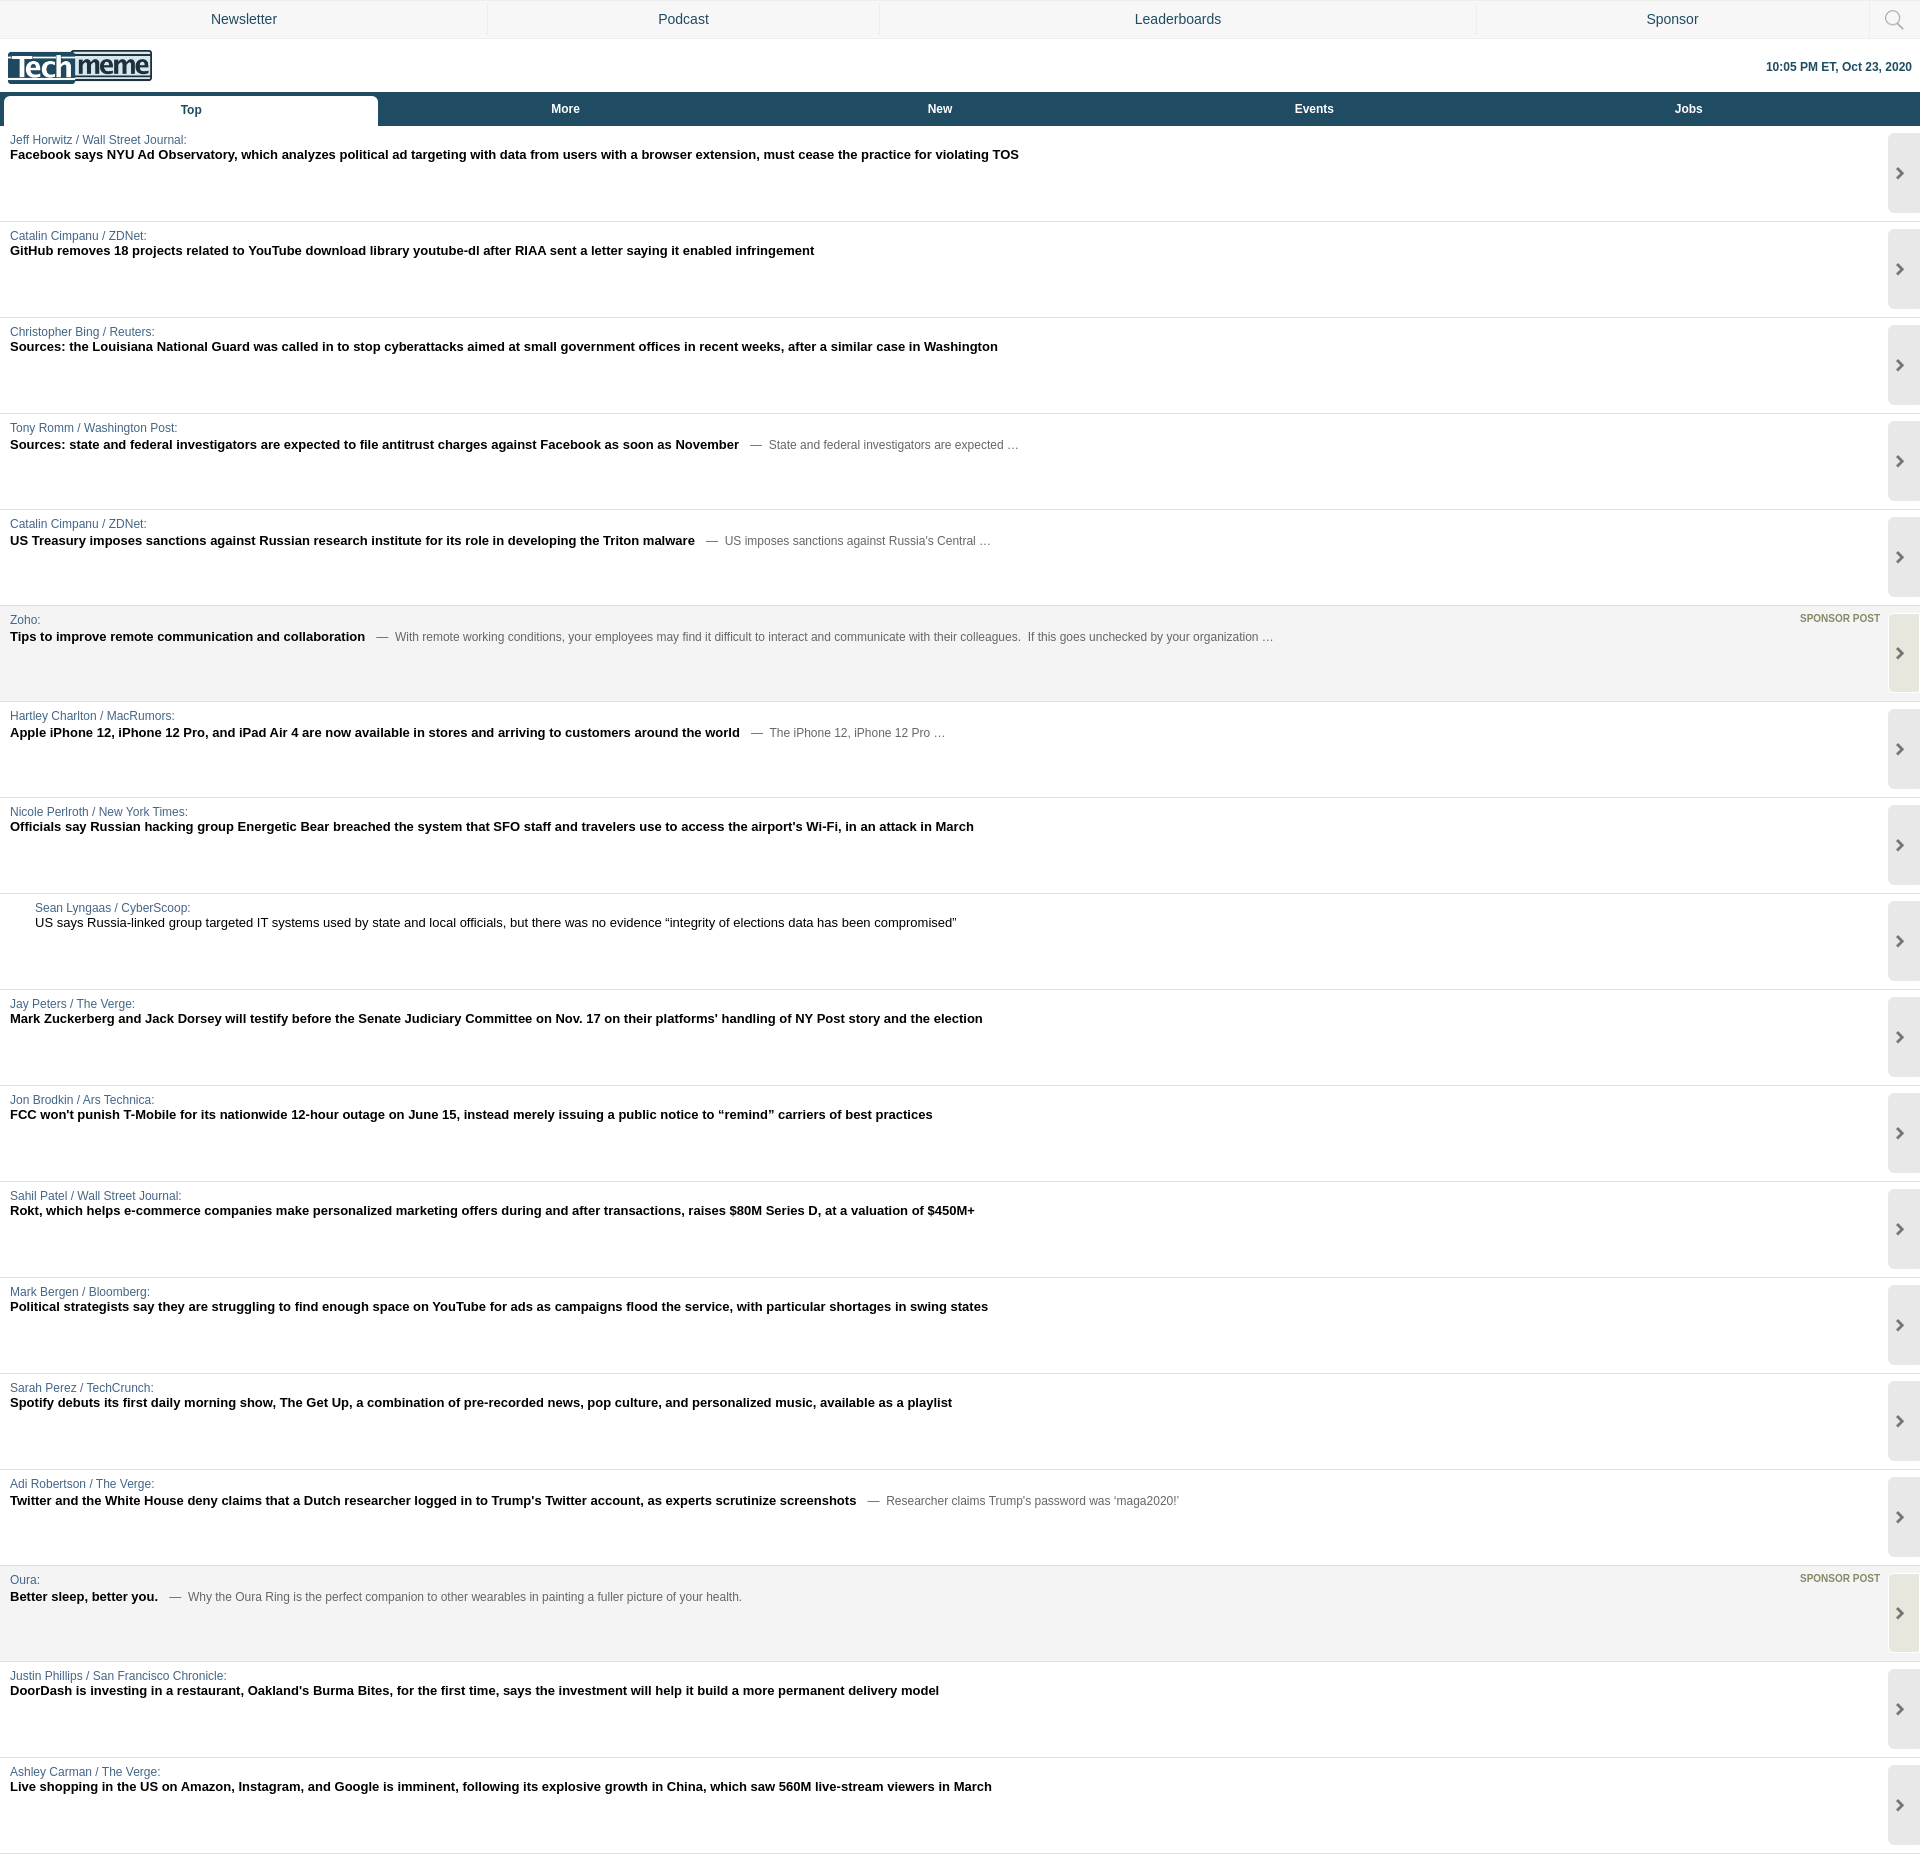 Newsletter
Podcast
Leaderboards
Sponsor
Techmeme
10:05 PM ET, Oct 23, 2020
Top
More
New
Events
Jobs
Jeff Horwitz / Wall Street Journal:
Facebook says NYU Ad Observatory, which analyzes political ad targeting with data from users with a browser extension, must cease the practice for violating TOS
Catalin Cimpanu / ZDNet:
GitHub removes 18 projects related to YouTube download library youtube-dl after RIAA sent a letter saying it enabled infringement
Christopher Bing / Reuters:
Sources: the Louisiana National Guard was called in to stop cyberattacks aimed at small government offices in recent weeks, after a similar case in Washington
Tony Romm / Washington Post:
Sources: state and federal investigators are expected to file antitrust charges against Facebook as soon as November — State and federal investigators are expected …
Catalin Cimpanu / ZDNet:
US Treasury imposes sanctions against Russian research institute for its role in developing the Triton malware — US imposes sanctions against Russia's Central …
Zoho:
SPONSOR POST
Tips to improve remote communication and collaboration — With remote working conditions, your employees may find it difficult to interact and communicate with their colleagues. If this goes unchecked by your organization …
Hartley Charlton / MacRumors:
Apple iPhone 12, iPhone 12 Pro, and iPad Air 4 are now available in stores and arriving to customers around the world — The iPhone 12, iPhone 12 Pro …
Nicole Perlroth / New York Times:
Officials say Russian hacking group Energetic Bear breached the system that SFO staff and travelers use to access the airport's Wi-Fi, in an attack in March
Sean Lyngaas / CyberScoop:
US says Russia-linked group targeted IT systems used by state and local officials, but there was no evidence “integrity of elections data has been compromised”
Jay Peters / The Verge:
Mark Zuckerberg and Jack Dorsey will testify before the Senate Judiciary Committee on Nov. 17 on their platforms' handling of NY Post story and the election
Jon Brodkin / Ars Technica:
FCC won't punish T-Mobile for its nationwide 12-hour outage on June 15, instead merely issuing a public notice to “remind” carriers of best practices
Sahil Patel / Wall Street Journal:
Rokt, which helps e-commerce companies make personalized marketing offers during and after transactions, raises $80M Series D, at a valuation of $450M+
Mark Bergen / Bloomberg:
Political strategists say they are struggling to find enough space on YouTube for ads as campaigns flood the service, with particular shortages in swing states
Sarah Perez / TechCrunch:
Spotify debuts its first daily morning show, The Get Up, a combination of pre-recorded news, pop culture, and personalized music, available as a playlist
Adi Robertson / The Verge:
Twitter and the White House deny claims that a Dutch researcher logged in to Trump's Twitter account, as experts scrutinize screenshots — Researcher claims Trump's password was ‘maga2020!’
Oura:
SPONSOR POST
Better sleep, better you. — Why the Oura Ring is the perfect companion to other wearables in painting a fuller picture of your health.
Justin Phillips / San Francisco Chronicle:
DoorDash is investing in a restaurant, Oakland's Burma Bites, for the first time, says the investment will help it build a more permanent delivery model
Ashley Carman / The Verge:
Live shopping in the US on Amazon, Instagram, and Google is imminent, following its explosive growth in China, which saw 560M live-stream viewers in March